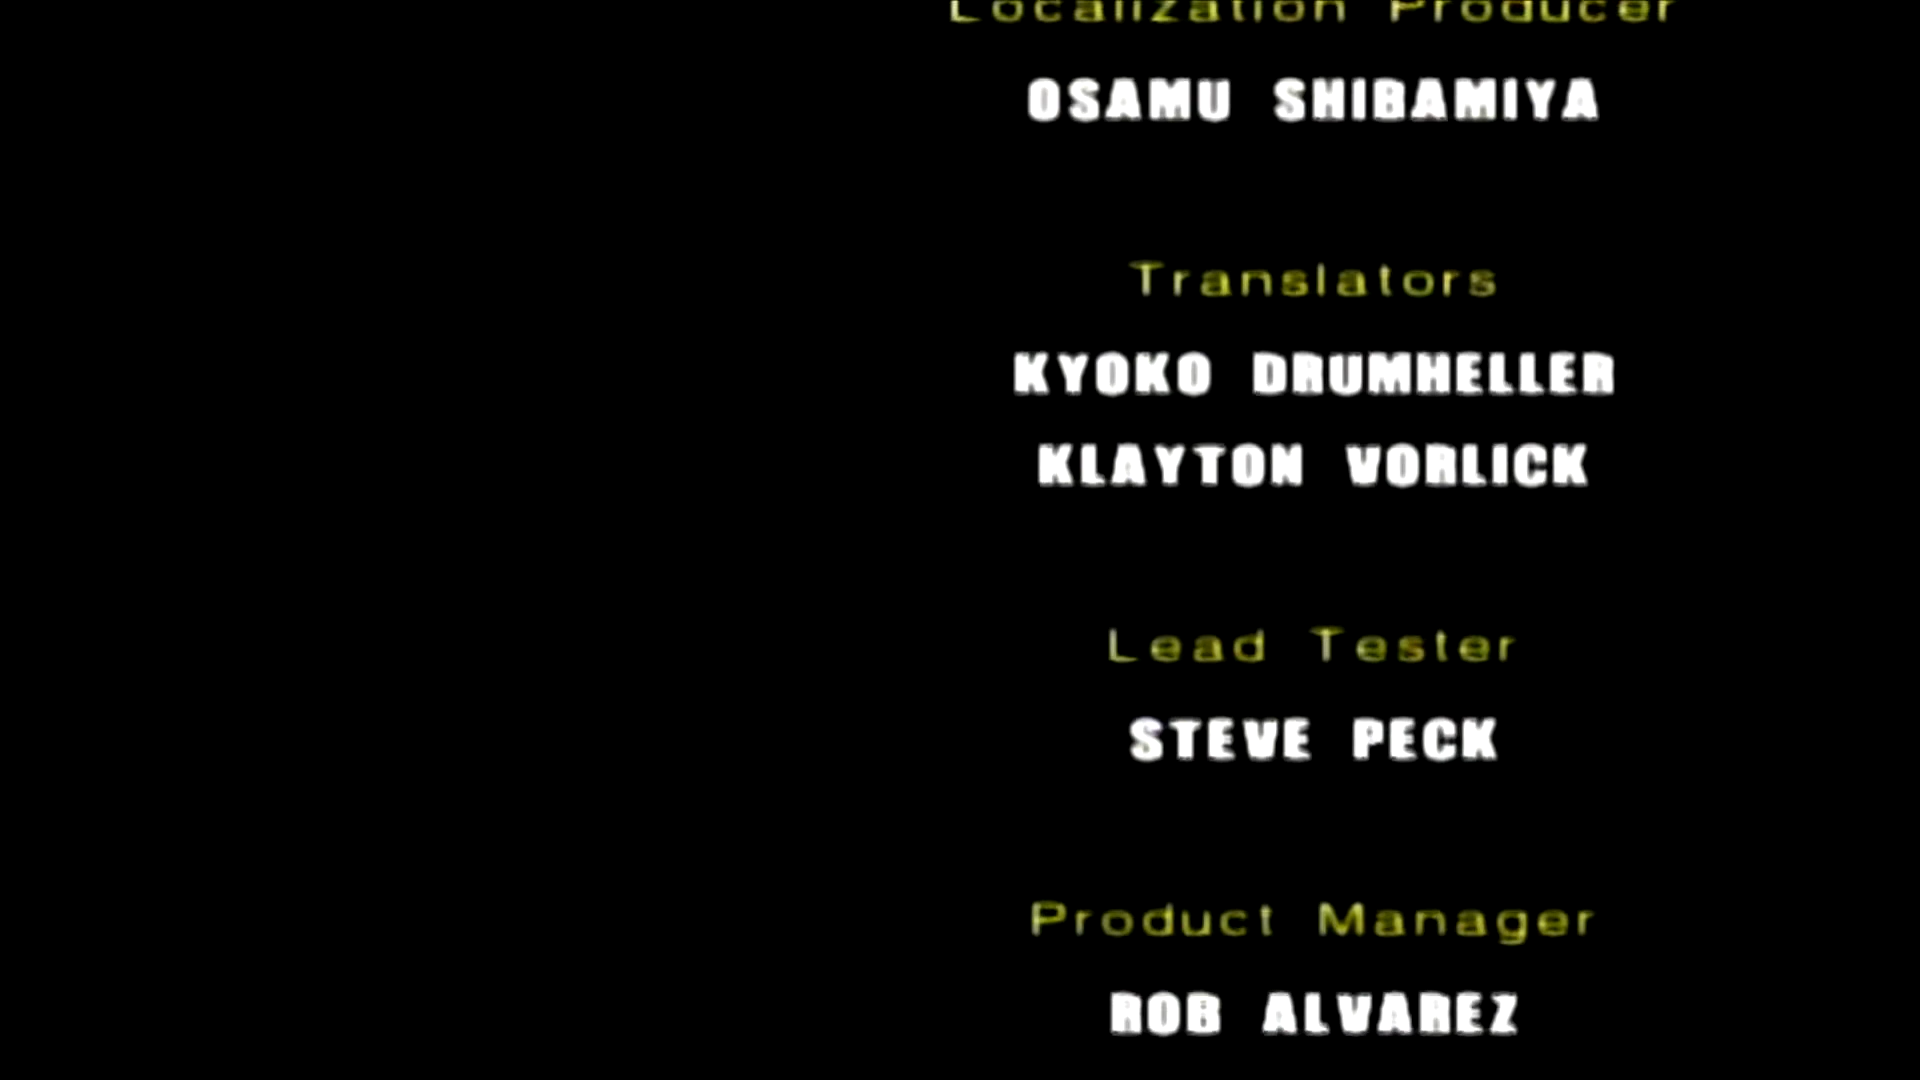 Localization Producer
OSAMU SHIBAMIYA
Translators
KYOKO DRUMHELLER
KLAYTON VORLICK
Lead Tester
STEVE PECK
Product Manager
ROB ALVAREZ